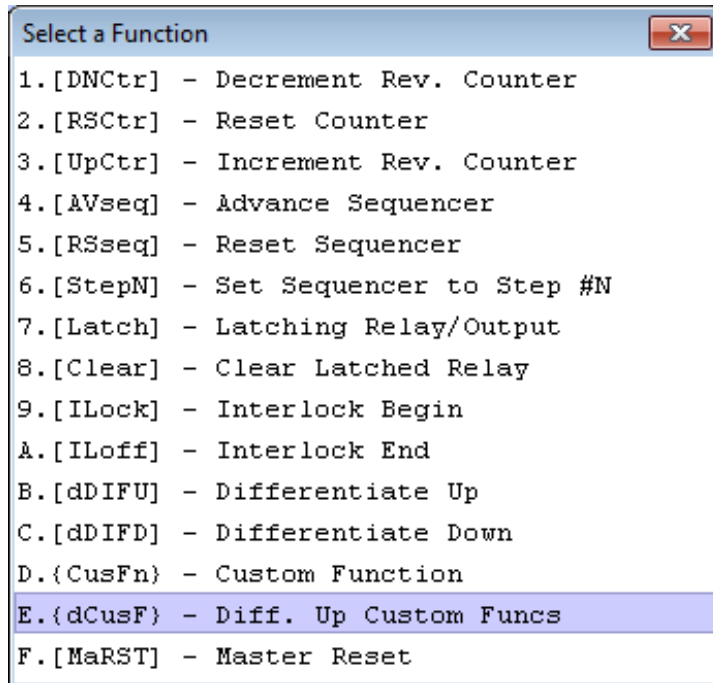 Select a Function
1.[DNCtr] - Decrement Rev. Counter
2.[RSCtr] - Reset Counter
3.[UpCtr] - Increment Rev. Counter
4.[AVseq] - Advance Sequencer
5.[RSseq] - Reset Sequencer
6.[StepN] - Set Sequencer to Step #N
7.[Latch] - Latching Relay/Output
8.[Clear] - Clear Latched Relay
9.[ILock] - Interlock Begin
A.[ILoff] - Interlock End
B.[dDIFU] - Differentiate Up
C.[dDIFD] - Differentiate Down
D.{CusFn} - Custom Function
E.{dCusF} - Diff. Up Custom Funcs
F.[MaRST] - Master Reset